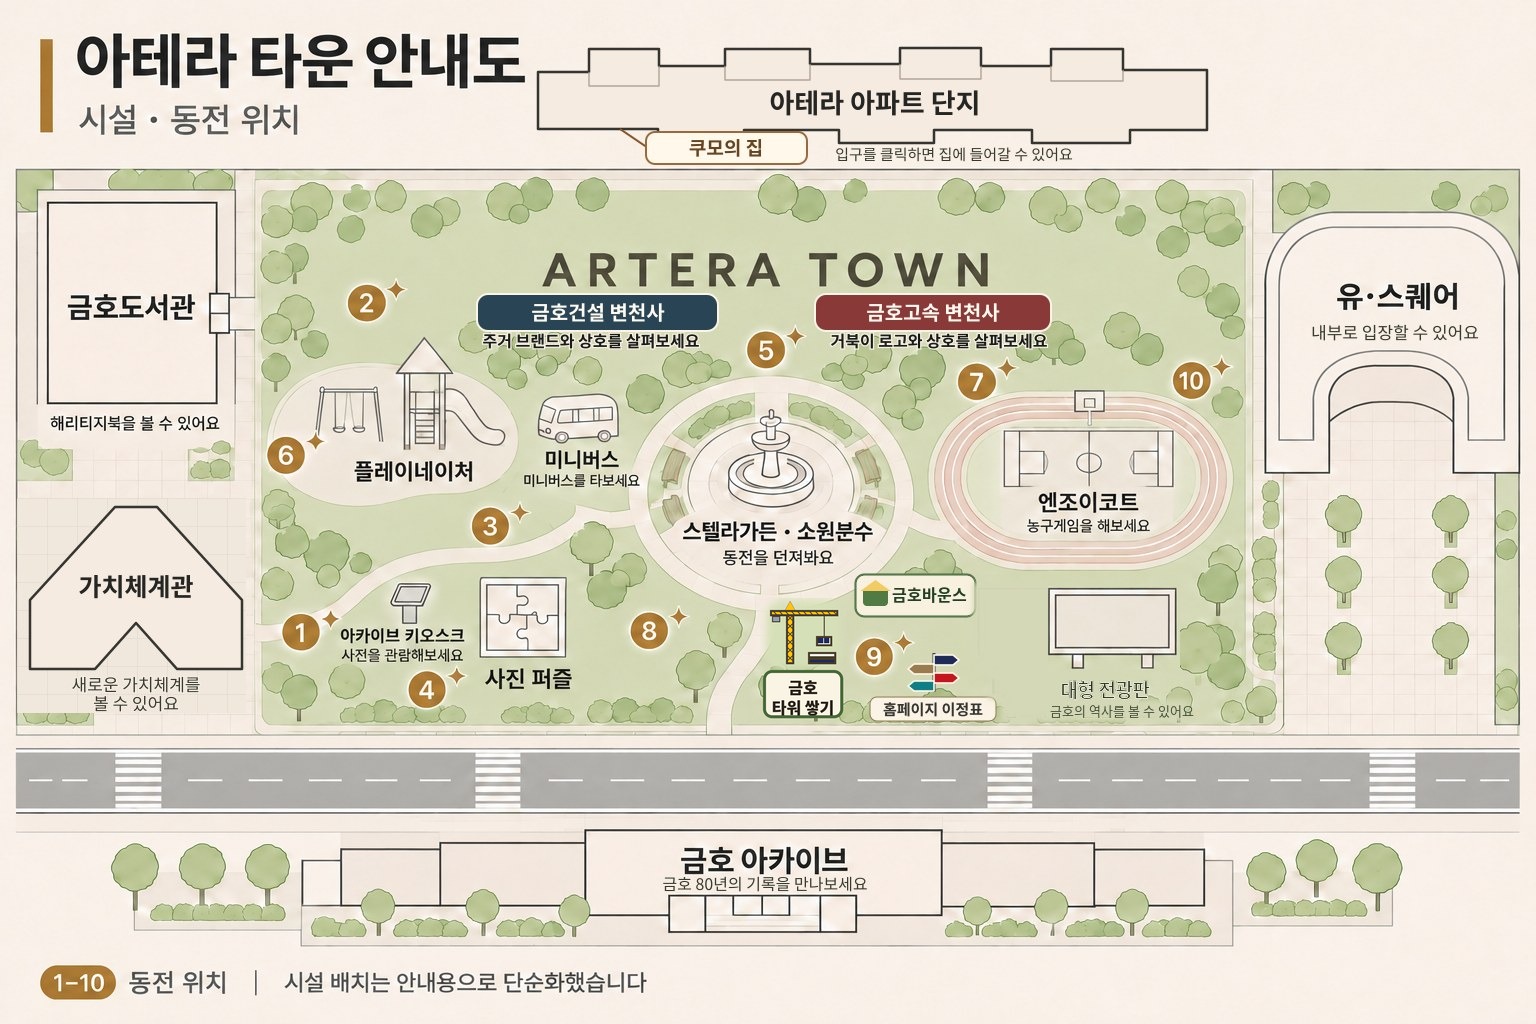 아테라 타운 안내도
시설 · 동전 위치
아테라 아파트 단지
쿠모의 집
입구를 클릭하면 집에 들어갈 수 있어요
ARTERA TOWN
금호도서관
해리티지북을 볼 수 있어요
2
금호건설 변천사
주거 브랜드와 상호를 살펴보세요
5
금호고속 변천사
거북이 로고와 상호를 살펴보세요
7
10
유·스퀘어
내부로 입장할 수 있어요
6
플레이네이처
미니버스
미니버스를 타보세요
3
스텔라가든 · 소원분수
동전을 던져봐요
엔조이코트
농구게임을 해보세요
가치체계관
새로운 가치체계를
볼 수 있어요
1
아카이브 키오스크
사전을 관람해보세요
4
사진 퍼즐
8
금호바운스
금호
타워 쌓기
9
홈페이지 이정표
대형 전광판
금호의 역사를 볼 수 있어요
금호 아카이브
금호 80년의 기록을 만나보세요
1–10 동전 위치 | 시설 배치는 안내용으로 단순화했습니다